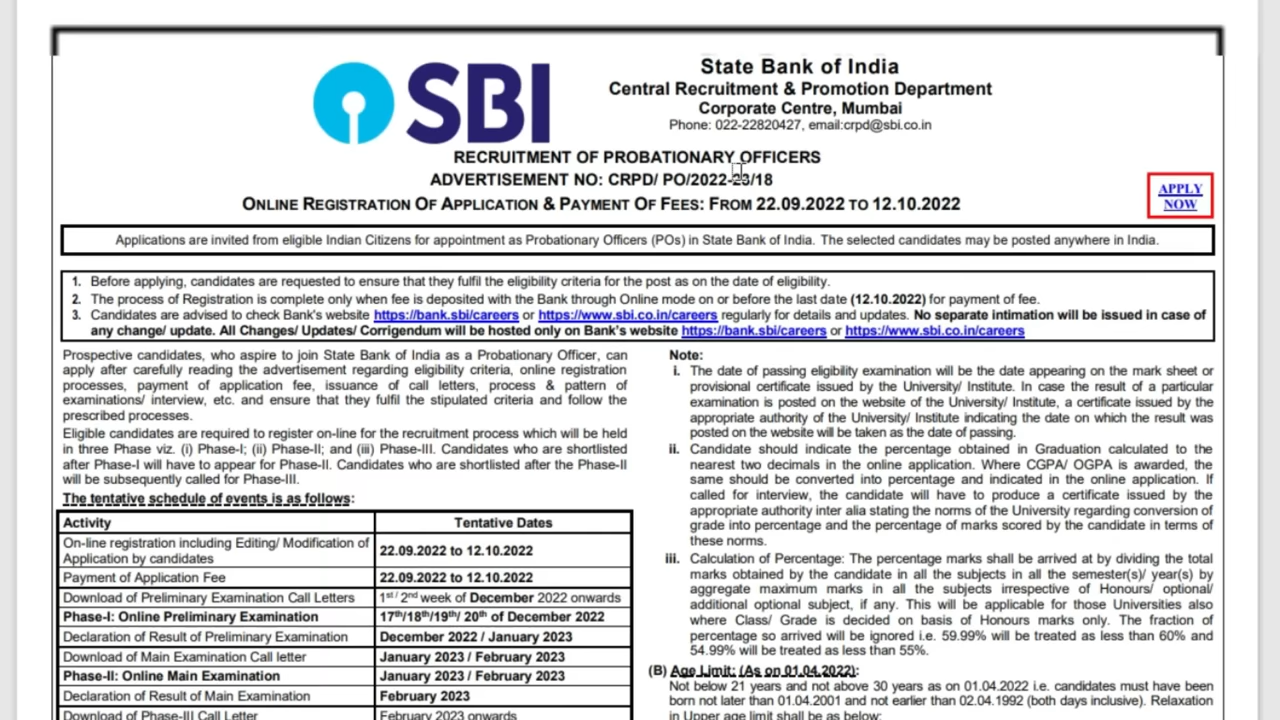 SBI
State Bank of India
Central Recruitment & Promotion Department
Corporate Centre, Mumbai
Phone: 022-22820427, email:crpd@sbi.co.in
RECRUITMENT OF PROBATIONARY OFFICERS
ADVERTISEMENT NO: CRPD/ PO/2022-23/18
ONLINE REGISTRATION OF APPLICATION & PAYMENT OF FEES: FROM 22.09.2022 TO 12.10.2022
APPLY
NOW
Applications are invited from eligible Indian Citizens for appointment as Probationary Officers (POs) in State Bank of India. The selected candidates may be posted anywhere in India.
1. Before applying, candidates are requested to ensure that they fulfil the eligibility criteria for the post as on the date of eligibility.
2. The process of Registration is complete only when fee is deposited with the Bank through Online mode on or before the last date (12.10.2022) for payment of fee.
3. Candidates are advised to check Bank's website https://bank.sbi/careers or https://www.sbi.co.in/careers regularly for details and updates. No separate intimation will be issued in case of
any change/ update. All Changes/ Updates/ Corrigendum will be hosted only on Bank's website https://bank.sbi/careers or https://www.sbi.co.in/careers
Prospective candidates, who aspire to join State Bank of India as a Probationary Officer, can
apply after carefully reading the advertisement regarding eligibility criteria, online registration
processes, payment of application fee, issuance of call letters, process & pattern of
examinations/ interview, etc. and ensure that they fulfil the stipulated criteria and follow the
prescribed processes.
Eligible candidates are required to register on-line for the recruitment process which will be held
in three Phase viz. (i) Phase-I; (ii) Phase-II; and (iii) Phase-III. Candidates who are shortlisted
after Phase-I will have to appear for Phase-II. Candidates who are shortlisted after the Phase-II
will be subsequently called for Phase-III.
The tentative schedule of events is as follows:
Activity Tentative Dates
On-line registration including Editing/ Modification of
Application by candidates 22.09.2022 to 12.10.2022
Payment of Application Fee 22.09.2022 to 12.10.2022
Download of Preliminary Examination Call Letters 1st / 2nd week of December 2022 onwards
Phase-I: Online Preliminary Examination 17th/18th/19th/ 20th of December 2022
Declaration of Result of Preliminary Examination December 2022 / January 2023
Download of Main Examination Call letter January 2023 / February 2023
Phase-II: Online Main Examination January 2023 / February 2023
Declaration of Result of Main Examination February 2023
Download of Phase-III Call Letter February 2023 onwards
Note:
i. The date of passing eligibility examination will be the date appearing on the mark sheet or
provisional certificate issued by the University/ Institute. In case the result of a particular
examination is posted on the website of the University/ Institute, a certificate issued by the
appropriate authority of the University/ Institute indicating the date on which the result was
posted on the website will be taken as the date of passing.
ii. Candidate should indicate the percentage obtained in Graduation calculated to the
nearest two decimals in the online application. Where CGPA/ OGPA is awarded, the
same should be converted into percentage and indicated in the online application. If
called for interview, the candidate will have to produce a certificate issued by the
appropriate authority inter alia stating the norms of the University regarding conversion of
grade into percentage and the percentage of marks scored by the candidate in terms of
these norms.
iii. Calculation of Percentage: The percentage marks shall be arrived at by dividing the total
marks obtained by the candidate in all the subjects in all the semester(s)/ year(s) by
aggregate maximum marks in all the subjects irrespective of Honours/ optional/
additional optional subject, if any. This will be applicable for those Universities also
where Class/ Grade is decided on basis of Honours marks only. The fraction of
percentage so arrived will be ignored i.e. 59.99% will be treated as less than 60% and
54.99% will be treated as less than 55%.
(B) Age Limit: (As on 01.04.2022):
Not below 21 years and not above 30 years as on 01.04.2022 i.e. candidates must have been
born not later than 01.04.2001 and not earlier than 02.04.1992 (both days inclusive). Relaxation
in Upper age limit shall be as below: